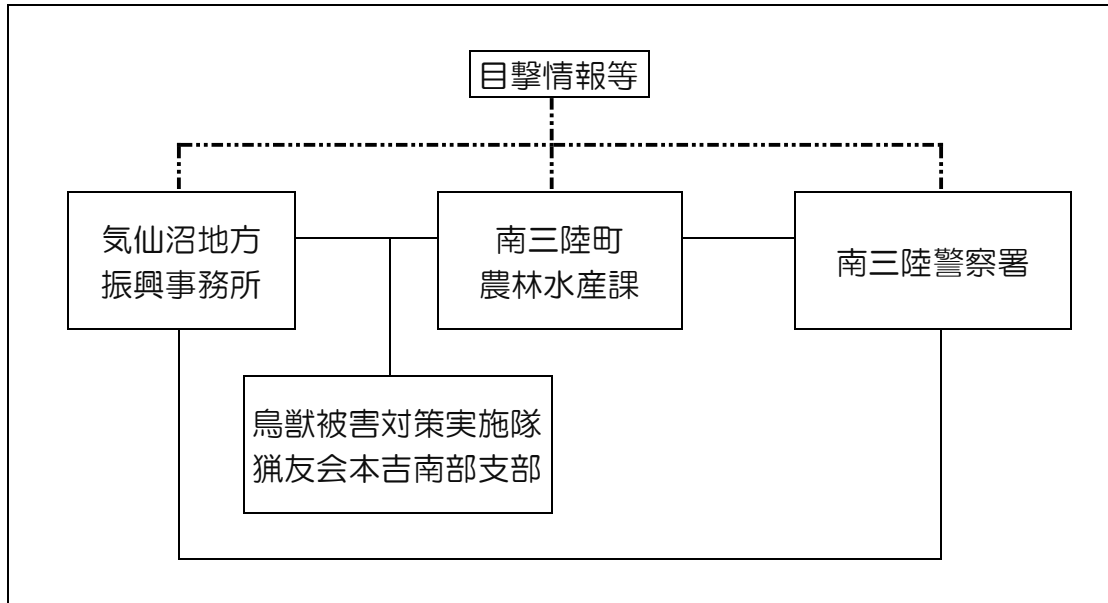 目撃情報等
気仙沼地方
振興事務所
南三陸町
農林水産課
南三陸警察署
鳥獣被害対策実施隊
猟友会本吉南部支部